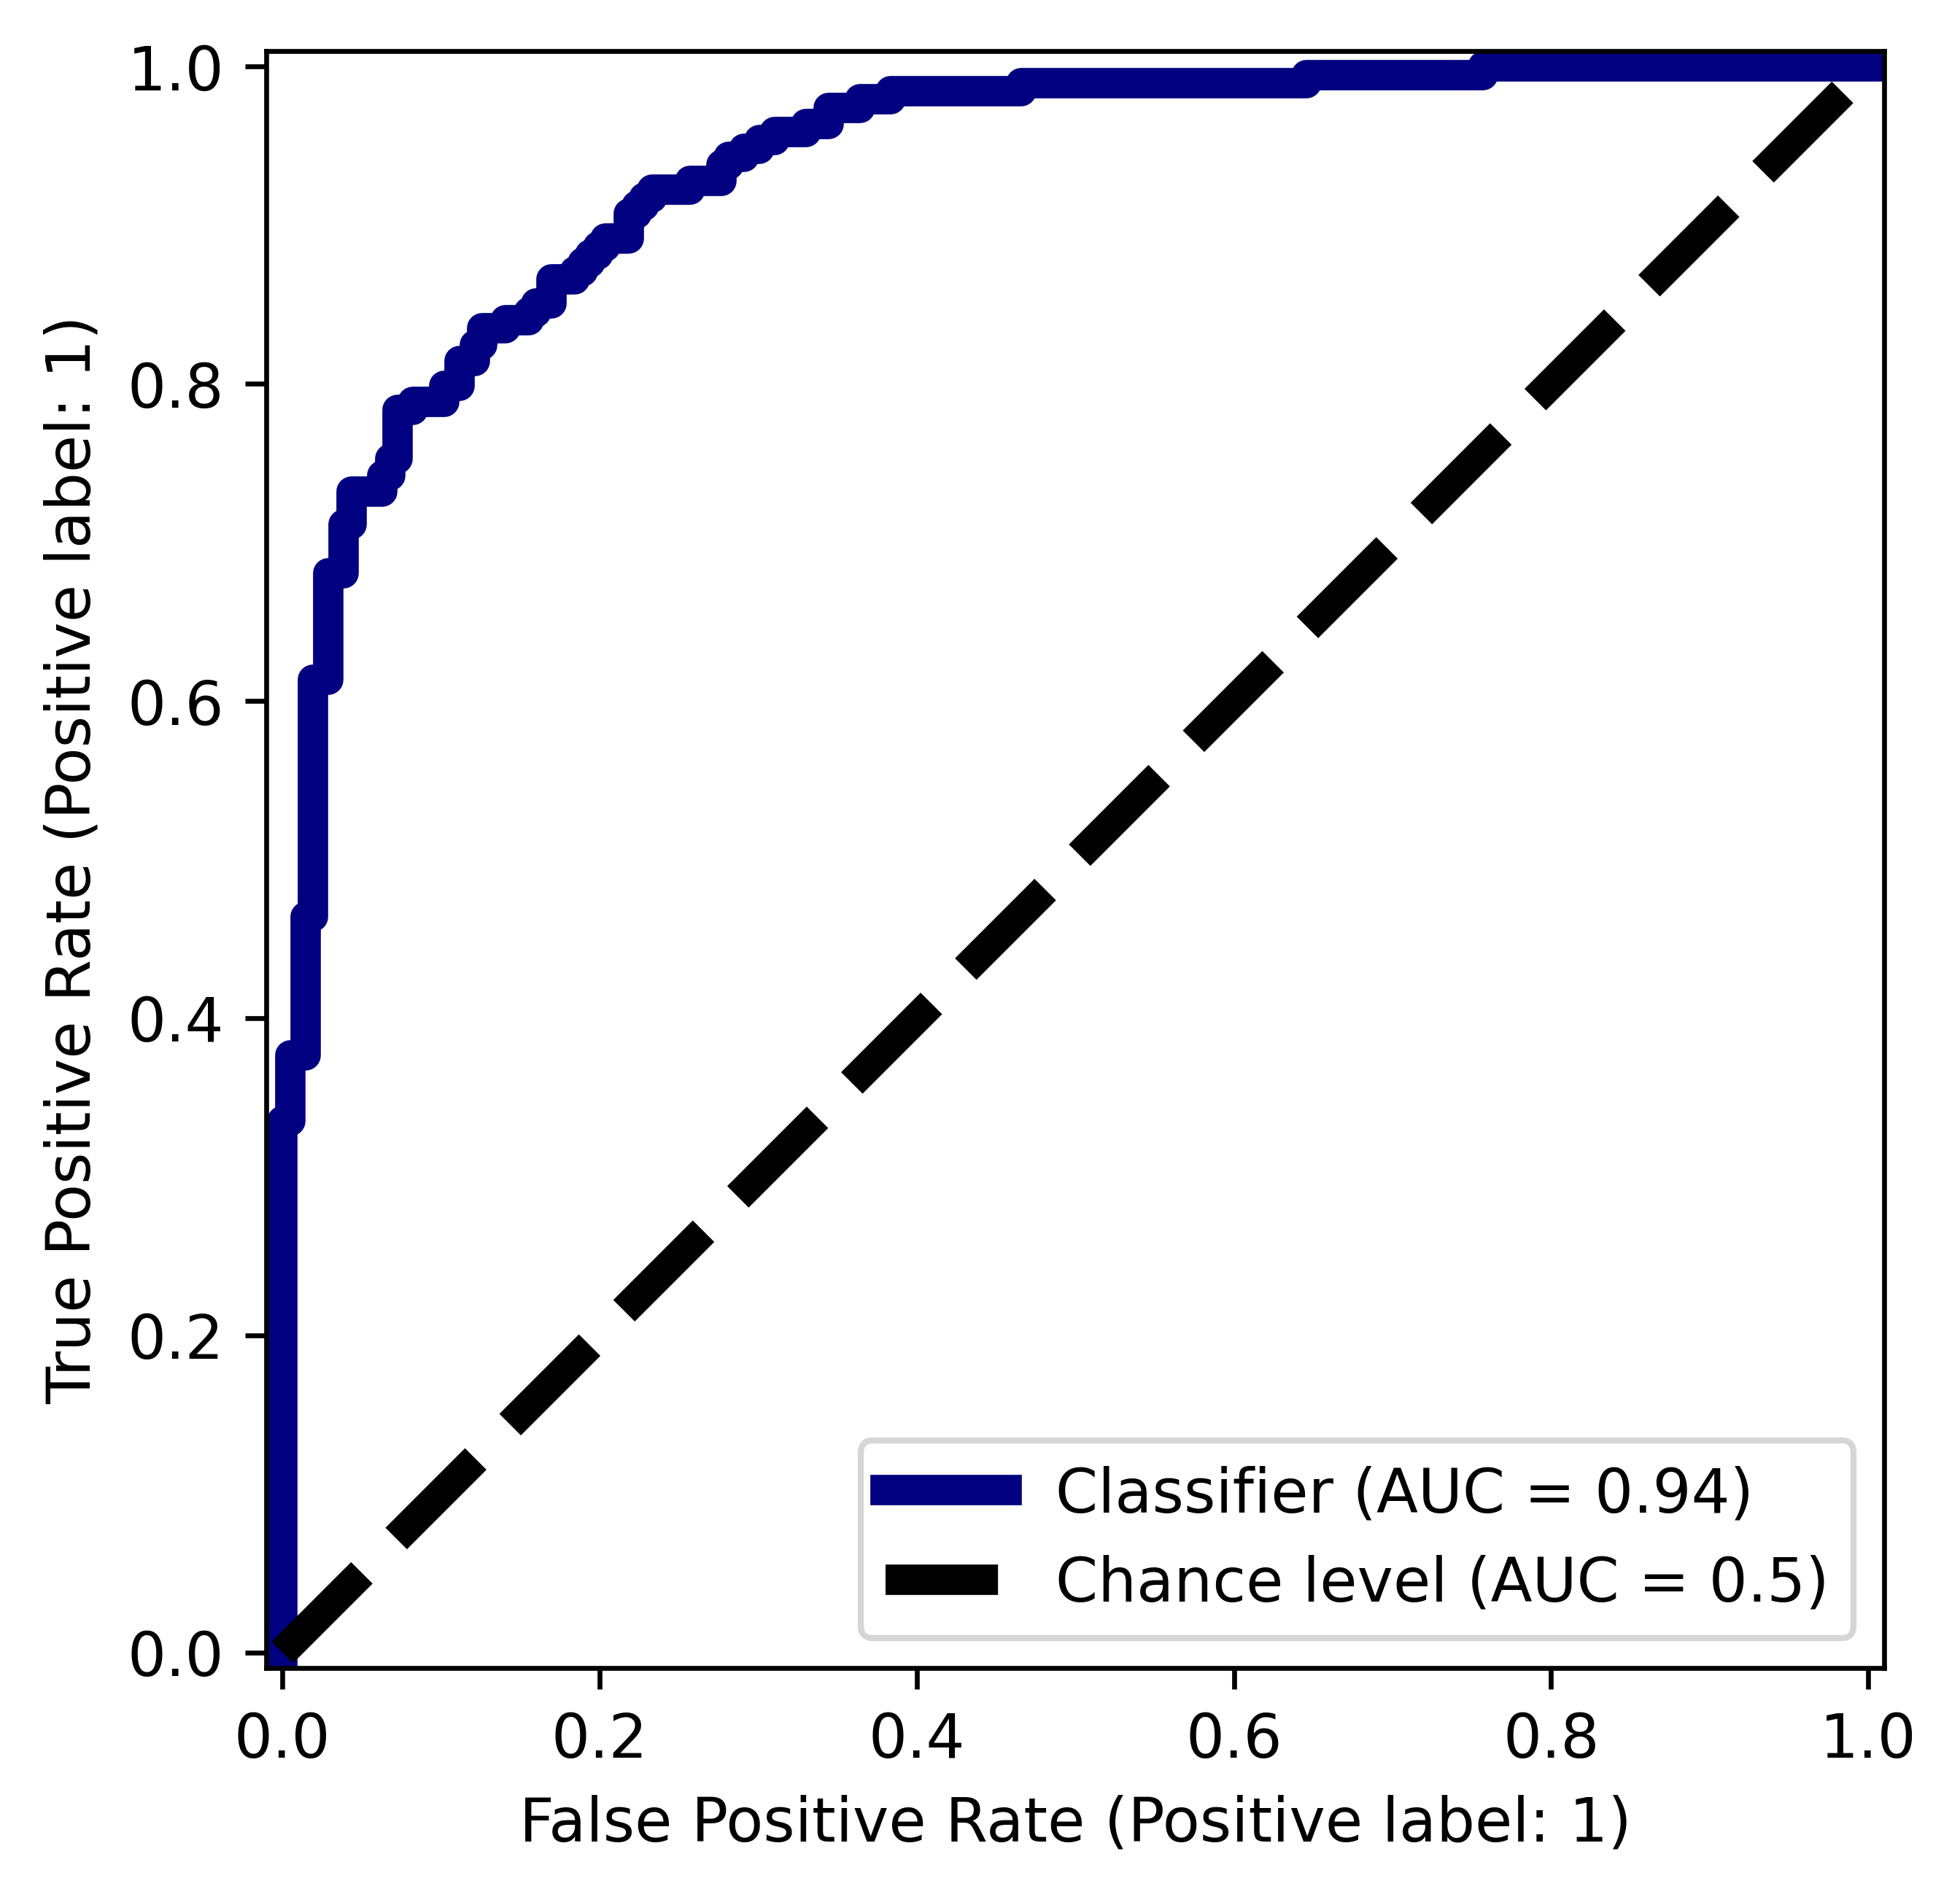 1.0
0.8
0.6
0.4
0.2
0.0
True Positive Rate (Positive label: 1)
Classifier (AUC = 0.94)
Chance level (AUC = 0.5)
0.0 0.2 0.4 0.6 0.8 1.0
False Positive Rate (Positive label: 1)